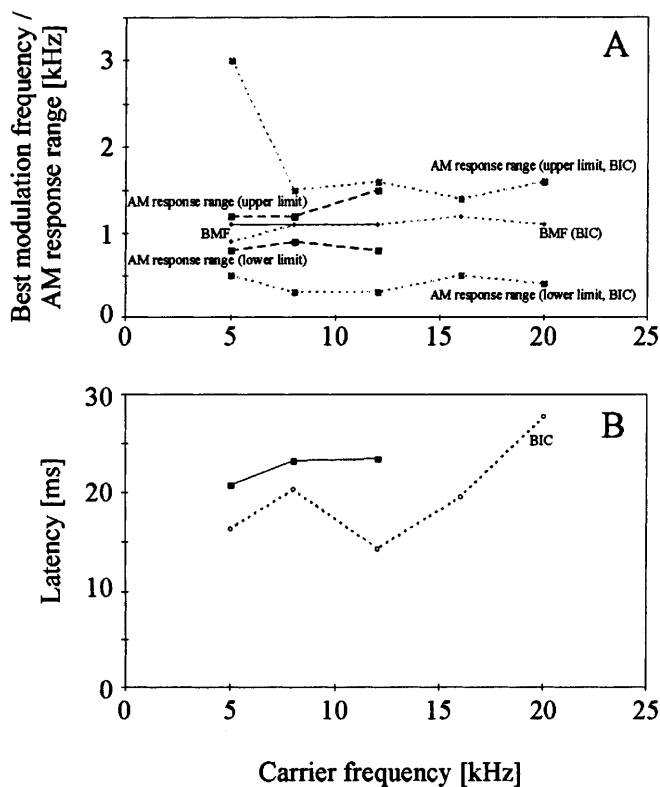 A
Best modulation frequency /
AM response range [kHz]
3
2
1
0
AM response range (upper limit, BIC)
AM response range (upper limit)
BMF
BMF (BIC)
AM response range (lower limit)
AM response range (lower limit, BIC)
0 5 10 15 20 25
B
Latency [ms]
30
20
10
0
BIC
0 5 10 15 20 25
Carrier frequency [kHz]